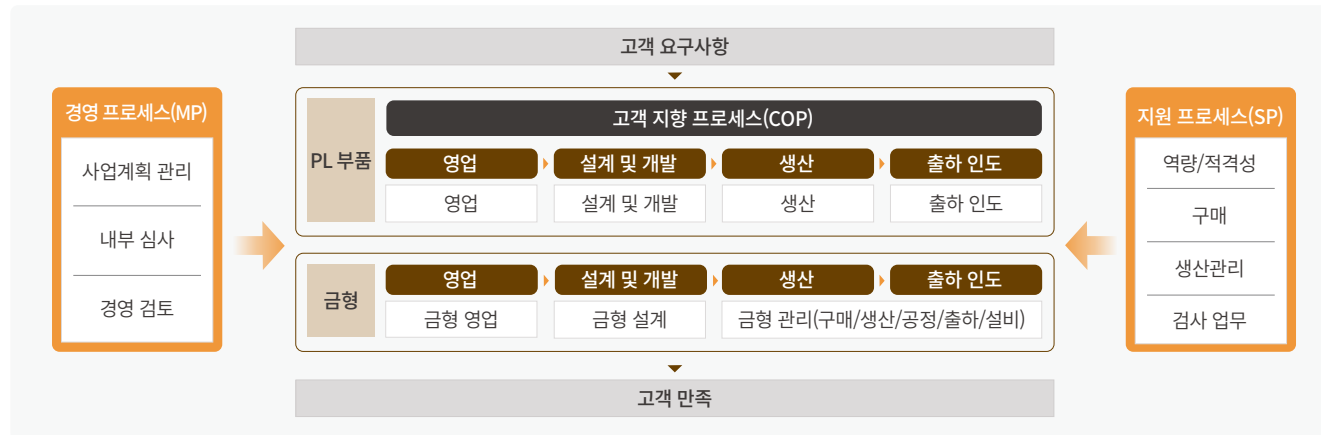 고객 요구사항
경영 프로세스(MP)
사업계획 관리
내부 심사
경영 검토
PL 부품
고객 지향 프로세스(COP)
영업 설계 및 개발 생산 출하 인도
영업 설계 및 개발 생산 출하 인도
금형
영업 설계 및 개발 생산 출하 인도
금형 영업 금형 설계 금형 관리(구매/생산/공정/출하/설비)
지원 프로세스(SP)
역량/적격성
구매
생산관리
검사 업무
고객 만족